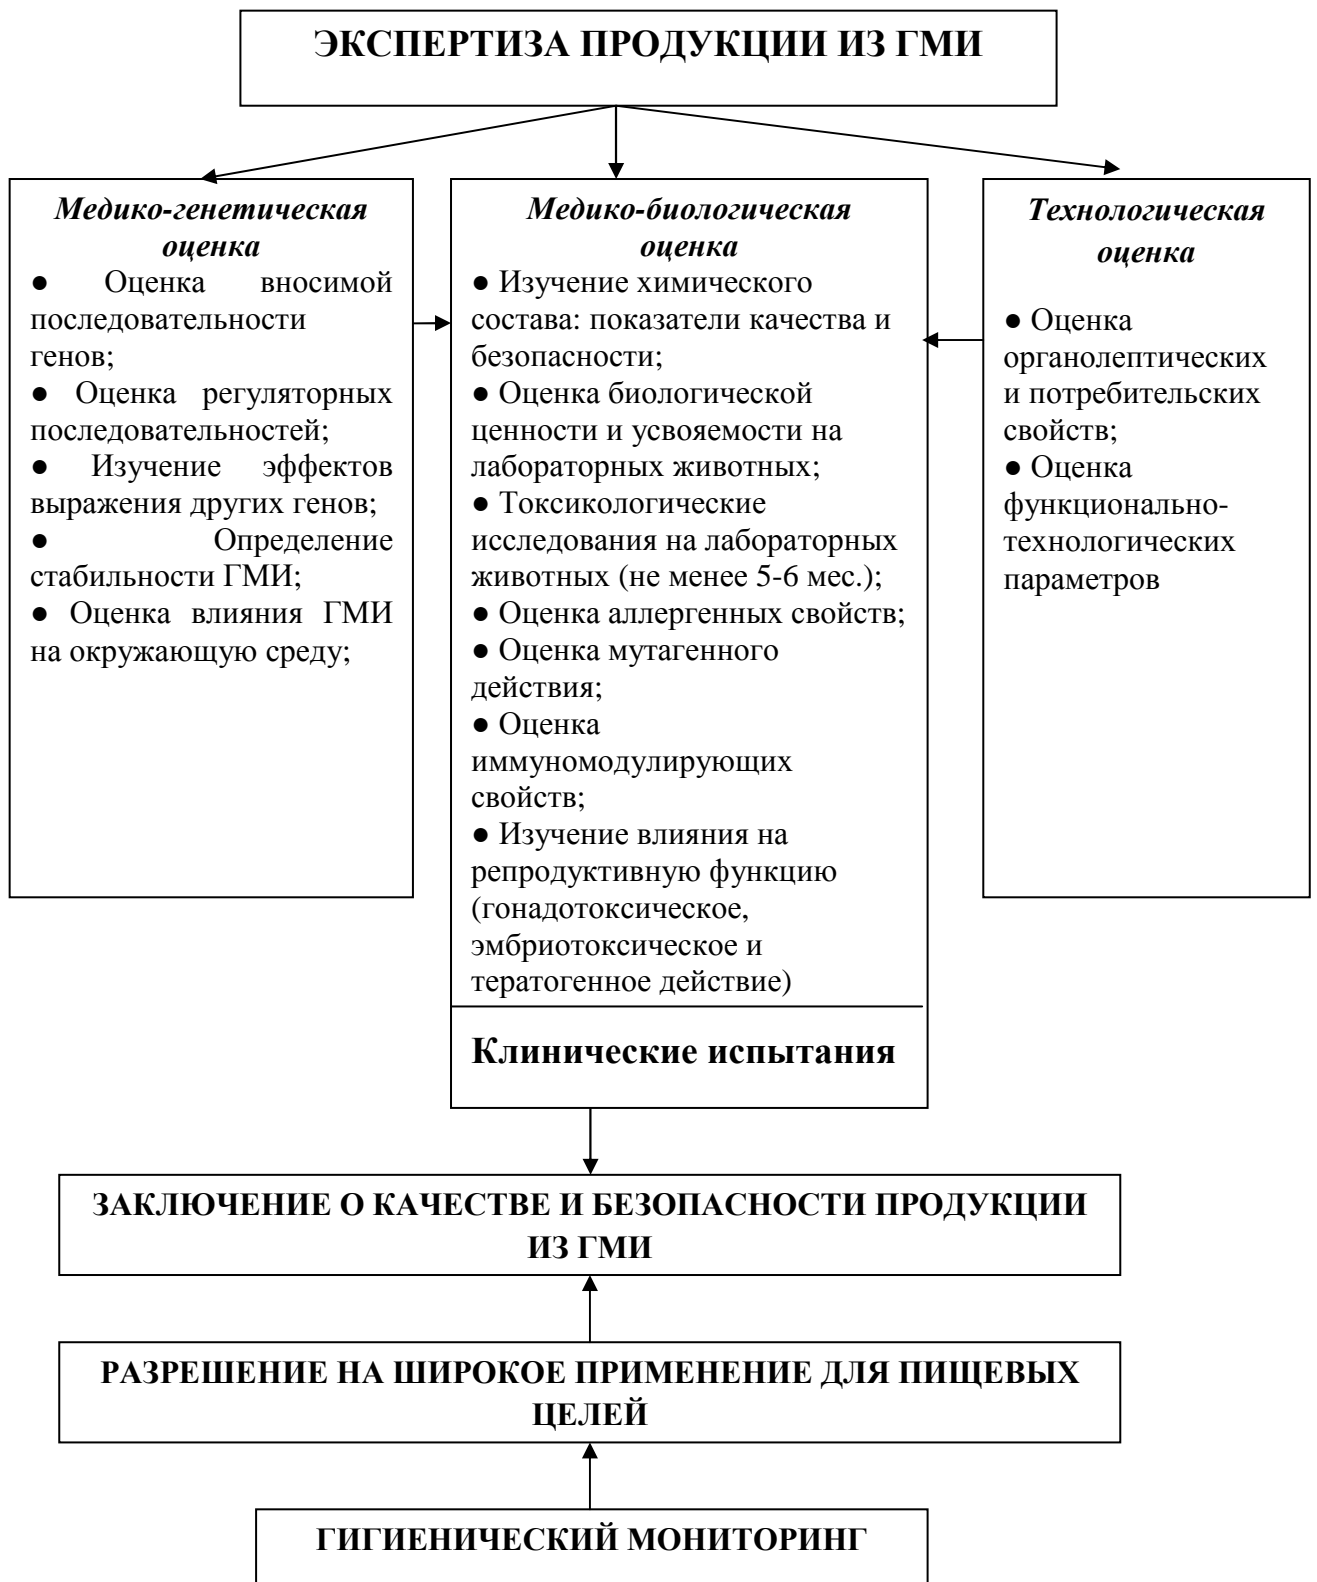 ЭКСПЕРТИЗА ПРОДУКЦИИ ИЗ ГМИ
Медико-генетическая
оценка
● Оценка вносимой
последовательности
генов;
● Оценка регуляторных
последовательностей;
● Изучение эффектов
выражения других генов;
● Определение
стабильности ГМИ;
● Оценка влияния ГМИ
на окружающую среду;
Медико-биологическая
оценка
● Изучение химического
состава: показатели качества и
безопасности;
● Оценка биологической
ценности и усвояемости на
лабораторных животных;
● Токсикологические
исследования на лабораторных
животных (не менее 5-6 мес.);
● Оценка аллергенных свойств;
● Оценка мутагенного
действия;
● Оценка
иммуномодулирующих
свойств;
● Изучение влияния на
репродуктивную функцию
(гонадотоксическое,
эмбриотоксическое и
тератогенное действие)
Клинические испытания
Технологическая
оценка
● Оценка
органолептических
и потребительских
свойств;
● Оценка
функционально-
технологических
параметров
ЗАКЛЮЧЕНИЕ О КАЧЕСТВЕ И БЕЗОПАСНОСТИ ПРОДУКЦИИ
ИЗ ГМИ
РАЗРЕШЕНИЕ НА ШИРОКОЕ ПРИМЕНЕНИЕ ДЛЯ ПИЩЕВЫХ
ЦЕЛЕЙ
ГИГИЕНИЧЕСКИЙ МОНИТОРИНГ